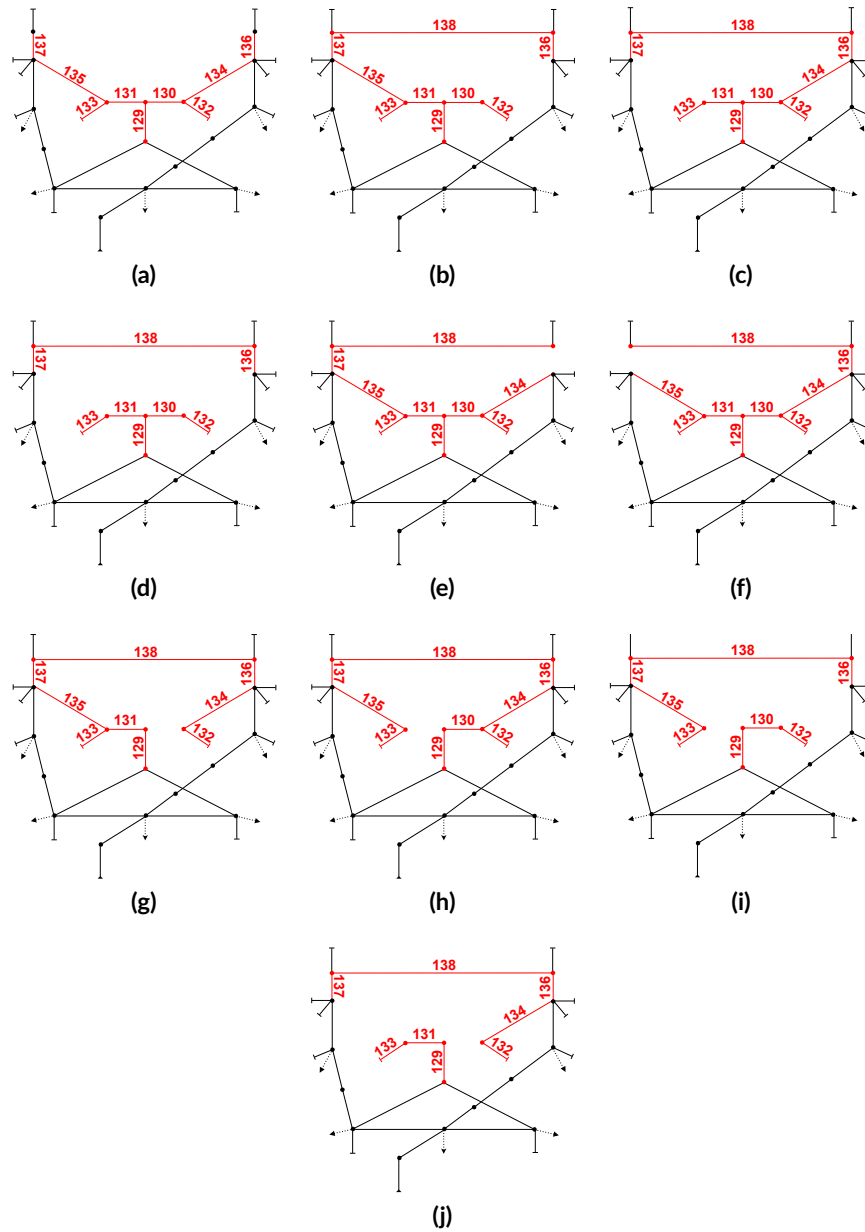 137 135 133 131 130 129 132 134 136
(a)
138 137 135 133 131 130 129 132 136
(b)
138 137 133 131 130 129 132 134 136
(c)
138 137 133 131 130 129 132 136
(d)
138 137 135 133 131 130 129 132 134
(e)
138 135 133 131 130 129 132 134 136
(f)
138 137 135 133 131 129 132 134 136
(g)
138 137 135 133 130 129 132 134 136
(h)
138 137 135 133 130 129 132 136
(i)
138 137 133 131 129 132 134 136
(j)